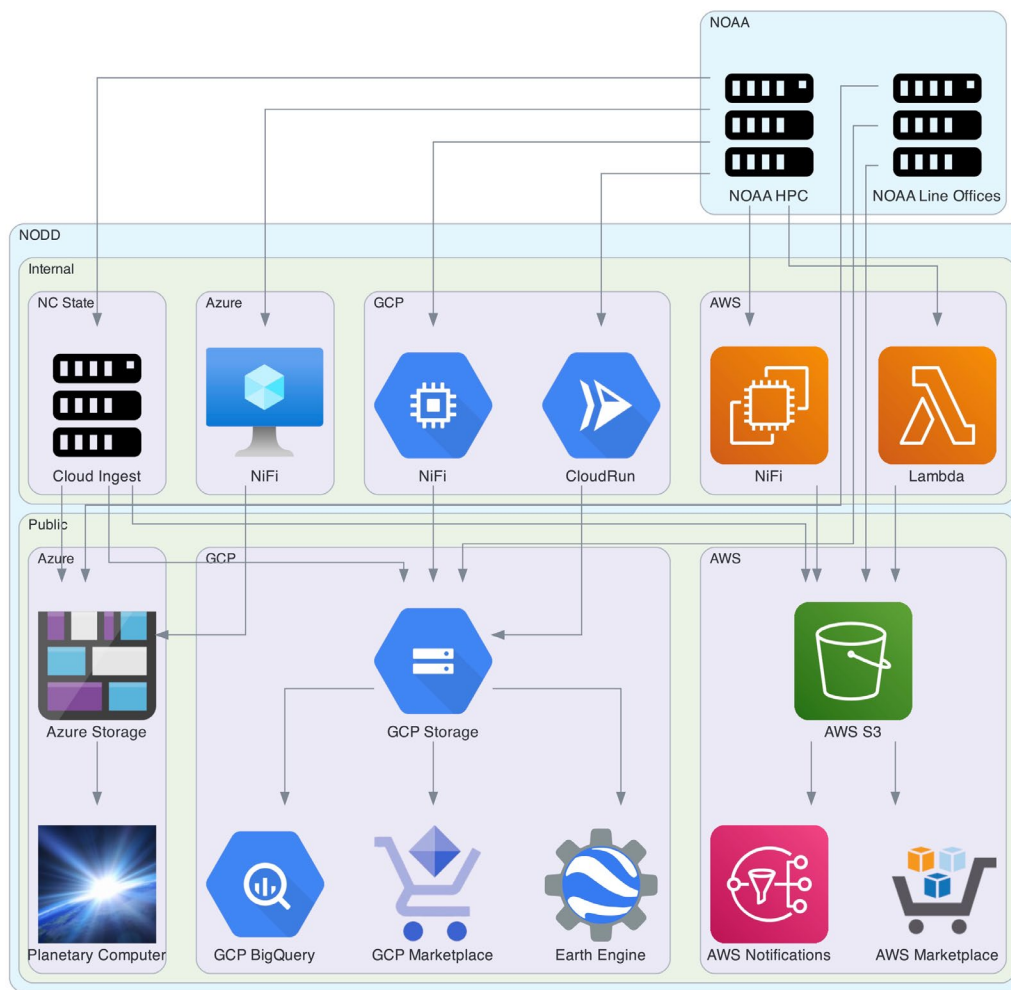 NOAA
NOAA HPC
NOAA Line Offices
NODD
Internal
NC State
Azure
GCP
AWS
Cloud Ingest
NiFi
NiFi
CloudRun
NiFi
Lambda
Public
Azure
GCP
AWS
Azure Storage
GCP Storage
AWS S3
Planetary Computer
GCP BigQuery
GCP Marketplace
Earth Engine
AWS Notifications
AWS Marketplace